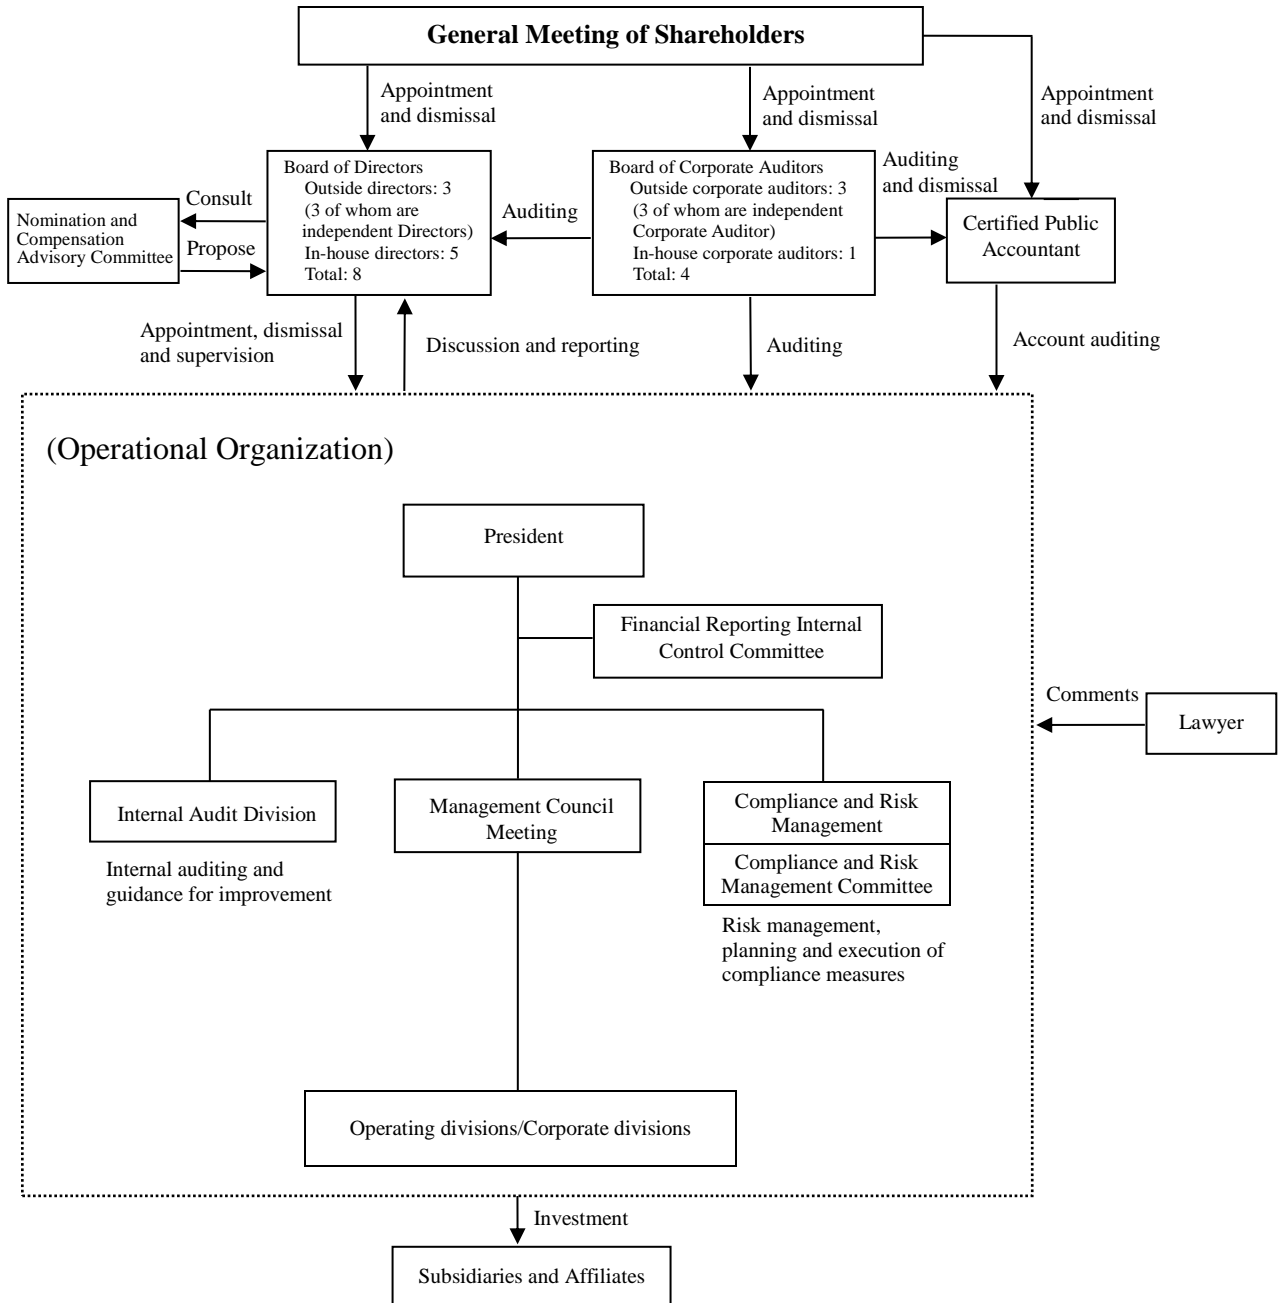 General Meeting of Shareholders
Appointment
and dismissal
Appointment
and dismissal
Appointment
and dismissal
Board of Directors
Outside directors: 3
(3 of whom are
independent Directors)
In-house directors: 5
Total: 8
Board of Corporate Auditors
Outside corporate auditors: 3
(3 of whom are independent
Corporate Auditor)
In-house corporate auditors: 1
Total: 4
Auditing
and dismissal
Consult
Nomination and
Compensation
Advisory Committee
Propose
Auditing
Certified Public
Accountant
Appointment, dismissal
and supervision
Discussion and reporting
Auditing
Account auditing
(Operational Organization)
President
Financial Reporting Internal
Control Committee
Comments
Lawyer
Internal Audit Division
Internal auditing and
guidance for improvement
Management Council
Meeting
Compliance and Risk
Management
Compliance and Risk
Management Committee
Risk management,
planning and execution of
compliance measures
Operating divisions/Corporate divisions
Investment
Subsidiaries and Affiliates